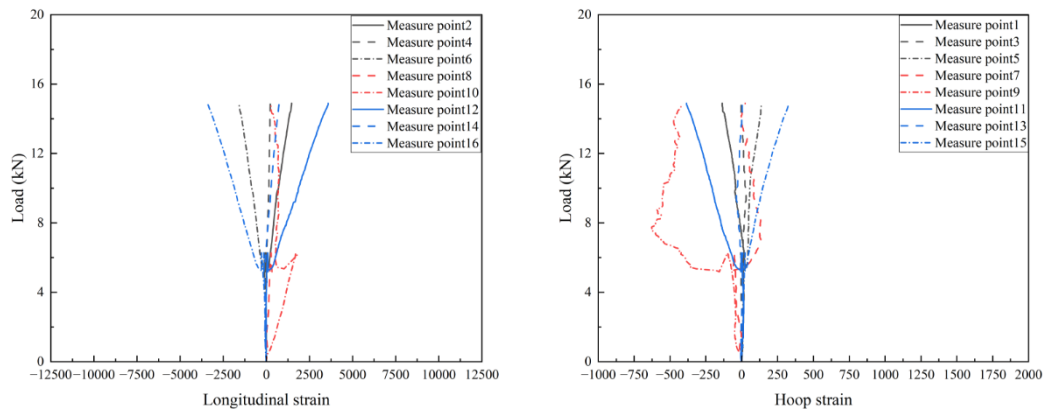 20
16
12
8
4
0
Load (kN)
−12500
−10000
−7500
−5000
−2500
0
2500
5000
7500
10000
12500
Longitudinal strain
Measure point2
Measure point4
Measure point6
Measure point8
Measure point10
Measure point12
Measure point14
Measure point16
20
16
12
8
4
0
Load (kN)
−1000
−750
−500
−250
0
250
500
750
1000
1250
1500
1750
2000
Hoop strain
Measure point1
Measure point3
Measure point5
Measure point7
Measure point9
Measure point11
Measure point13
Measure point15